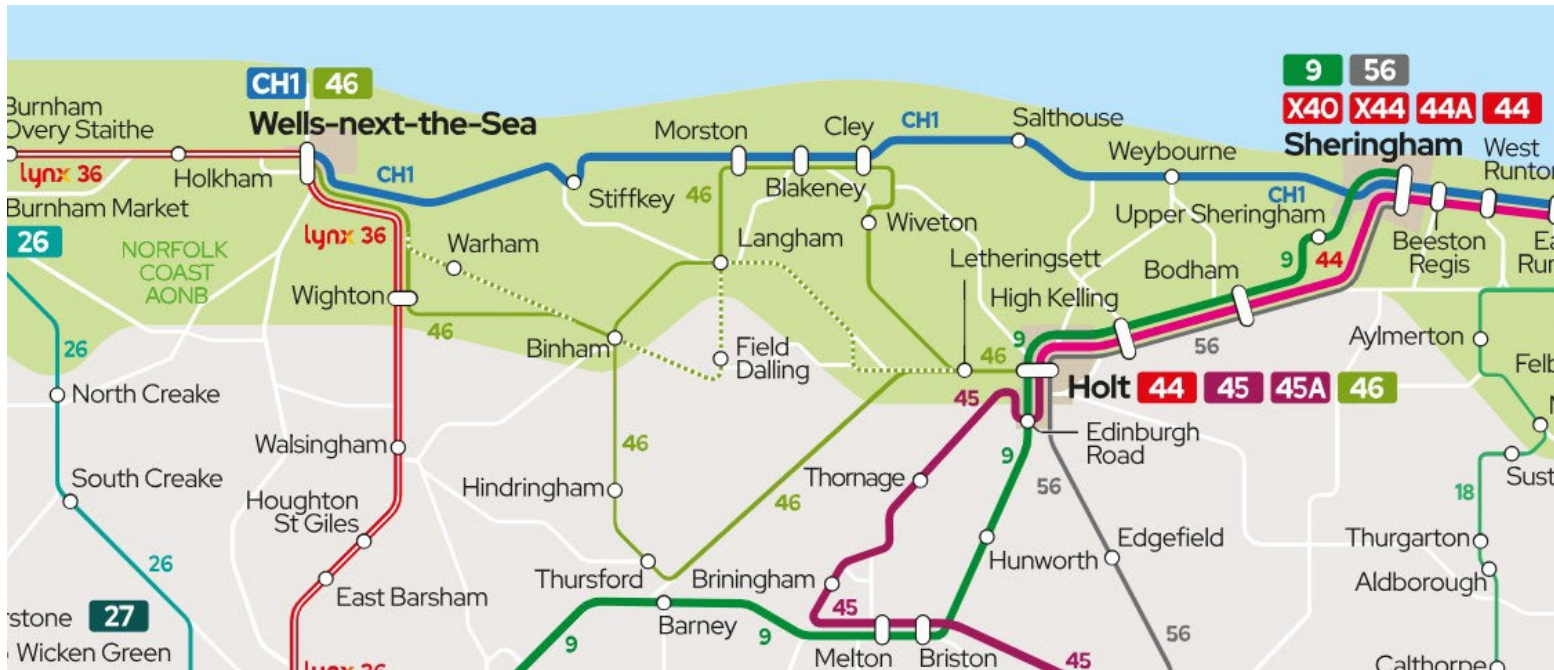 CH1 46
Wells-next-the-Sea
9 56
X40 X44 44A 44
Sheringham
Burnham
Overy Staithe
lynx 36
Holkham
CH1
Burnham Market
26
lynx 36
NORFOLK
COAST
AONB
Stiffkey
Morston
Blakeney
Cley
CH1
Salthouse
Weybourne
CH1
West
Runton
Upper Sheringham
Beeston
Regis
46
Wiveton
Langham
Warham
Letheringsett
Bodham
9
44
High Kelling
Wighton
46
Binham
Field
Dalling
46
9
56
Aylmerton
Holt 44 45 45A 46
26
North Creake
45
Edinburgh
Road
Walsingham
46
9
South Creake
Hindringham
Thornage
46
56
18
Houghton
St Giles
Hunworth
Edgefield
Thurgarton
26
Thursford
Briningham
Aldborough
East Barsham
27
45
Wicken Green
9
Barney
9
56
Melton
Briston
45
Calthorpe